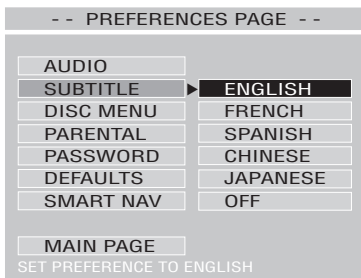 - - PREFERENCES PAGE - -
AUDIO
SUBTITLE ENGLISH
DISC MENU FRENCH
PARENTAL SPANISH
PASSWORD CHINESE
DEFAULTS JAPANESE
SMART NAV OFF
MAIN PAGE
SET PREFERENCE TO ENGLISH